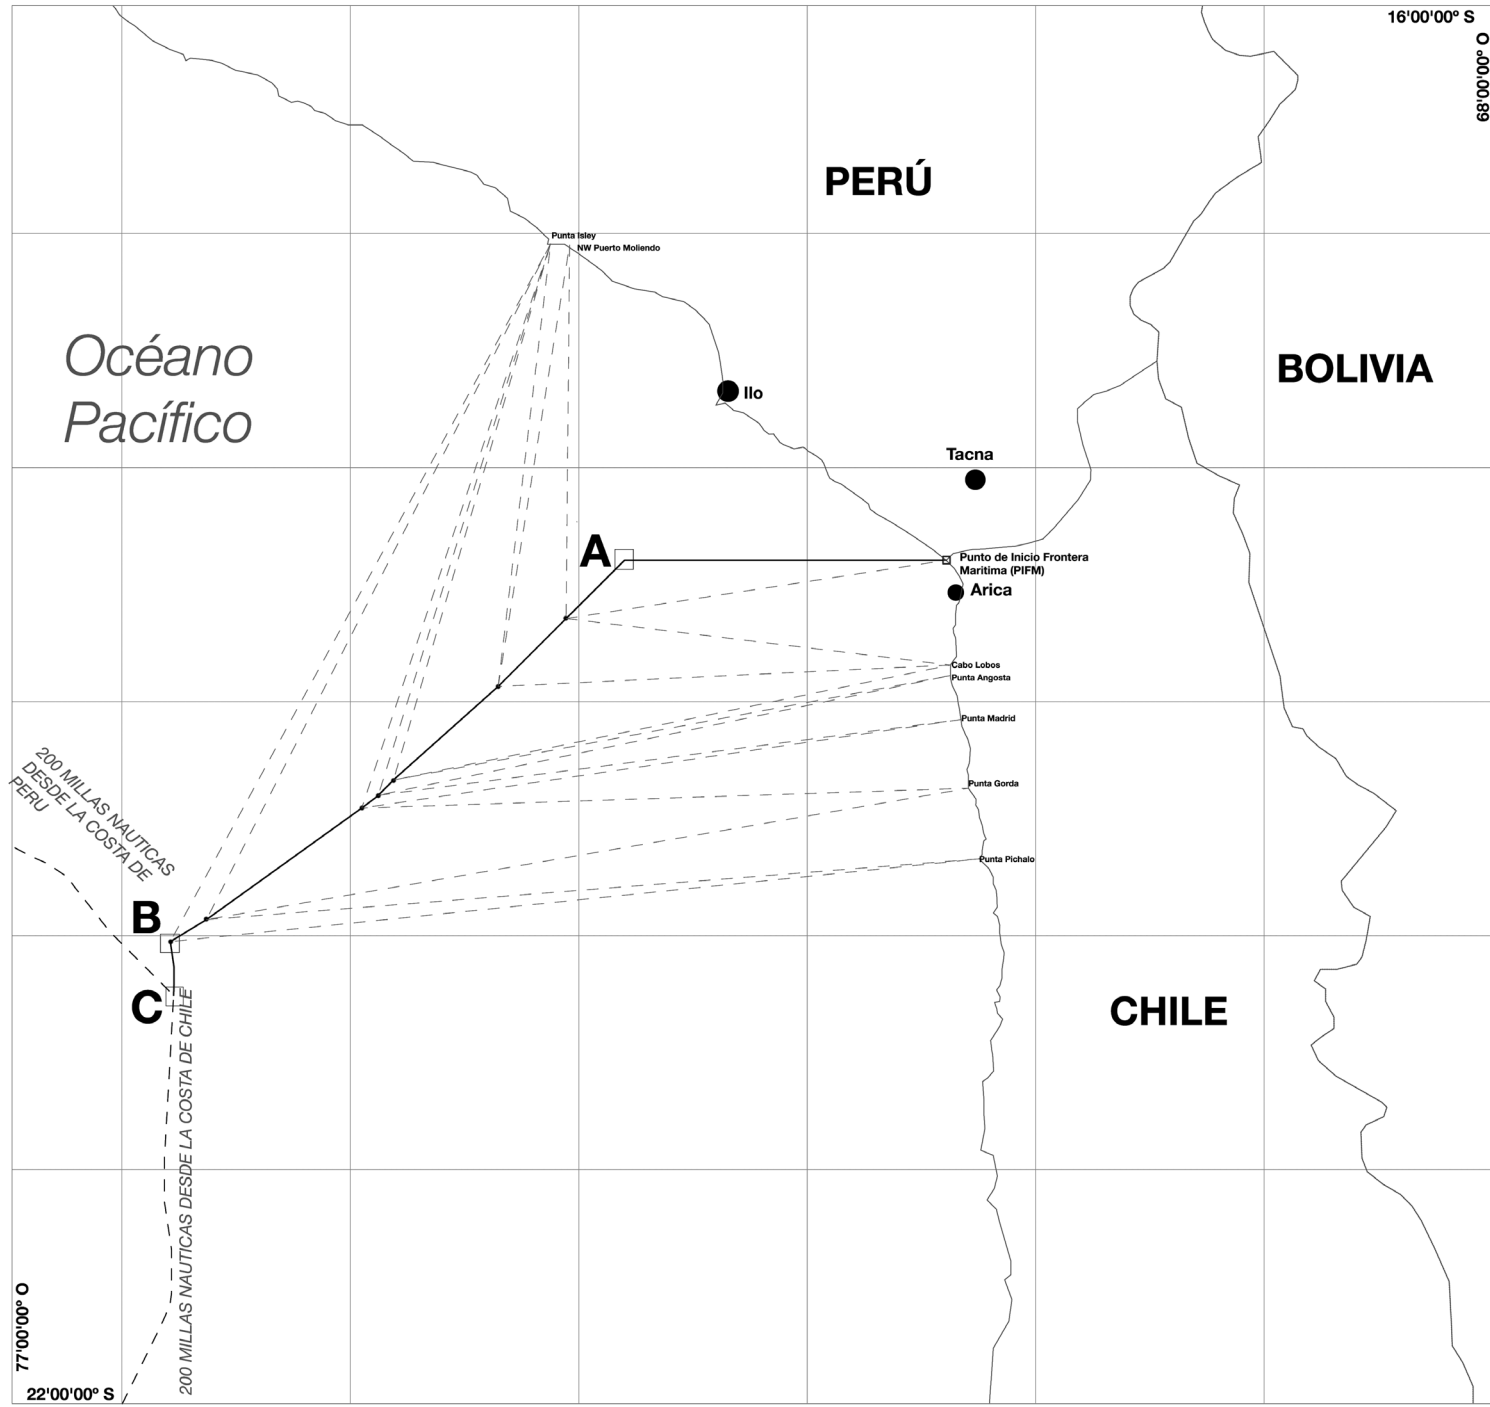 16'00'00º S
68'00'00º O
PERÚ
Punta Isley
NW Puerto Moliendo
Océano
Pacífico
BOLIVIA
Ilo
Tacna
A
Punto de Inicio Frontera
Maritima (PIFM)
Arica
Cabo Lobos
Punta Angosta
Punta Madrid
Punta Gorda
200 MILLAS NAUTICAS
DESDE LA COSTA DE
PERU
Punta Pichalo
B
C
CHILE
200 MILLAS NAUTICAS DESDE LA COSTA DE CHILE
77'00'00º O
22'00'00º S